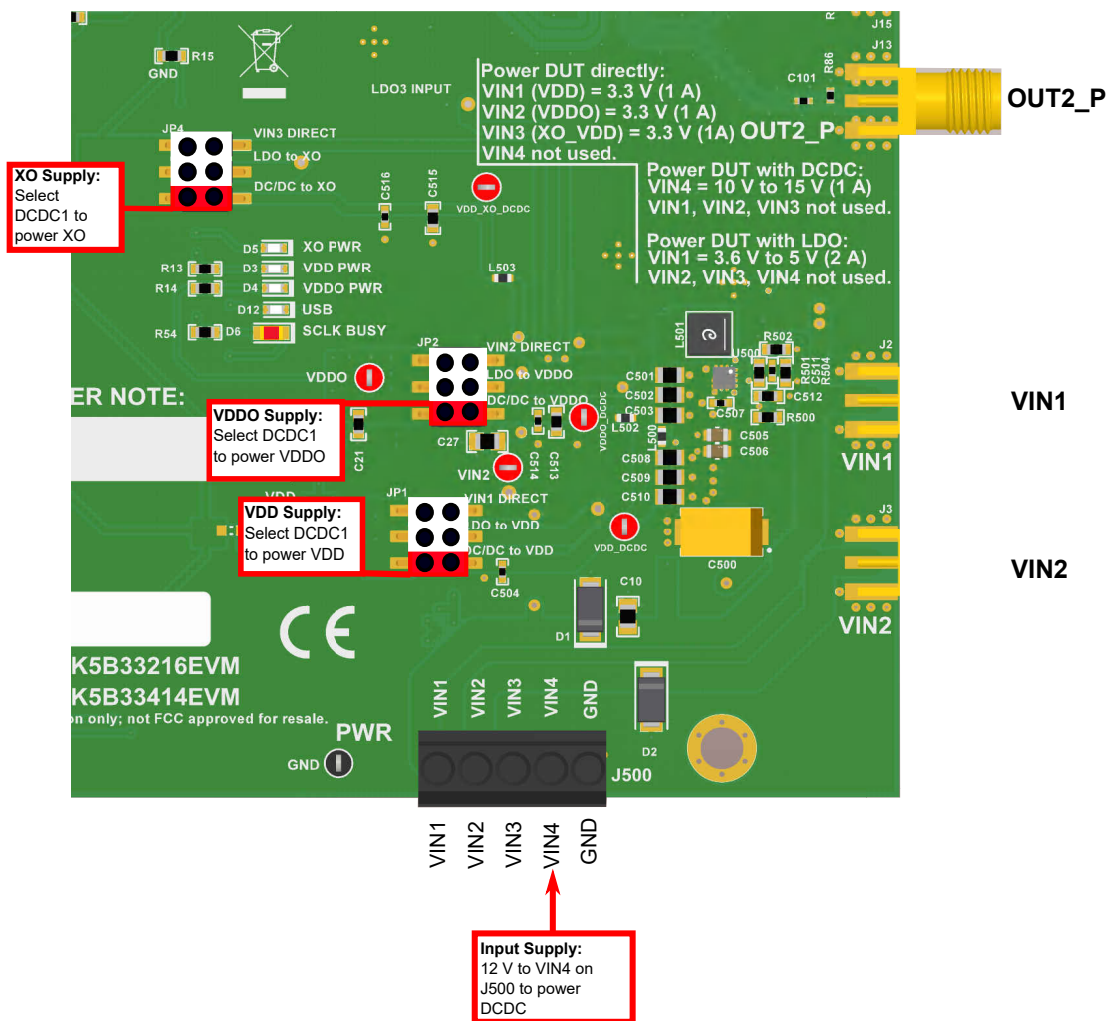 J15
R15
GND
LDO3 INPUT
Power DUT directly:
VIN1 (VDD) = 3.3 V (1 A)
VIN2 (VDDO) = 3.3 V (1 A)
VIN3 (XO_VDD) = 3.3 V (1A)
VIN4 not used.
C101
R86
J13
OUT2_P
OUT2_P
Power DUT with DCDC:
VIN4 = 10 V to 15 V (1 A)
VIN1, VIN2, VIN3 not used.
Power DUT with LDO:
VIN1 = 3.6 V to 5 V (2 A)
VIN2, VIN3, VIN4 not used.
JP4
VIN3 DIRECT
LDO to XO
DC/DC to XO
XO Supply:
Select
DCDC1 to
power XO
C516
C515
VDD_XO_DCDC
D5
XO PWR
R13
D3
VDD PWR
R14
D4
VDDO PWR
D12
USB
R54
D6
SCLK BUSY
L503
L501
U500
R502
R501
C511
R504
J2
JP2
VIN2 DIRECT
LDO to VDDO
DC/DC to VDDO
VDDO
C501
C502
C503
C507
C512
R500
VIN1
VIN1
ER NOTE:
VDDO Supply:
Select DCDC1
to power VDDO
C21
C27
VIN2
C514
C513
VDDO_DCDC
L502
L500
C505
C506
C508
C509
C510
VDD
VDD Supply:
Select DCDC1
to power VDD
JP1
VIN1 DIRECT
DO to VDD
C/DC to VDD
C504
VDD_DCDC
C500
J3
VIN2
VIN2
C10
D1
D2
K5B33216EVM
K5B33414EVM
on only; not FCC approved for resale.
PWR
GND
VIN1
VIN2
VIN3
VIN4
GND
J500
VIN1
VIN2
VIN3
VIN4
GND
Input Supply:
12 V to VIN4 on
J500 to power
DCDC